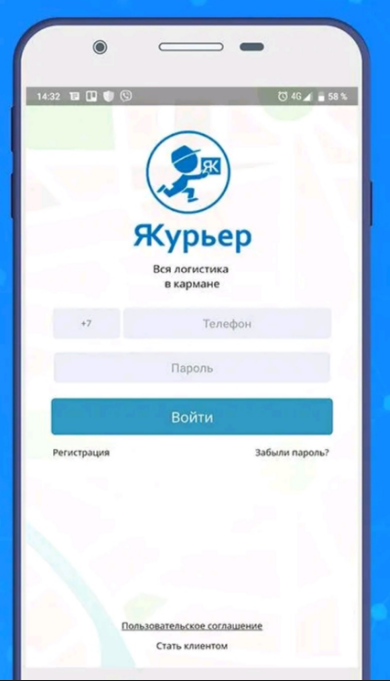 14:32
4G
58 %
ЯК
ЯКурьер
Вся логистика
в кармане
+7
Телефон
Пароль
Войти
Регистрация
Забыли пароль?
Пользовательское соглашение
Стать клиентом